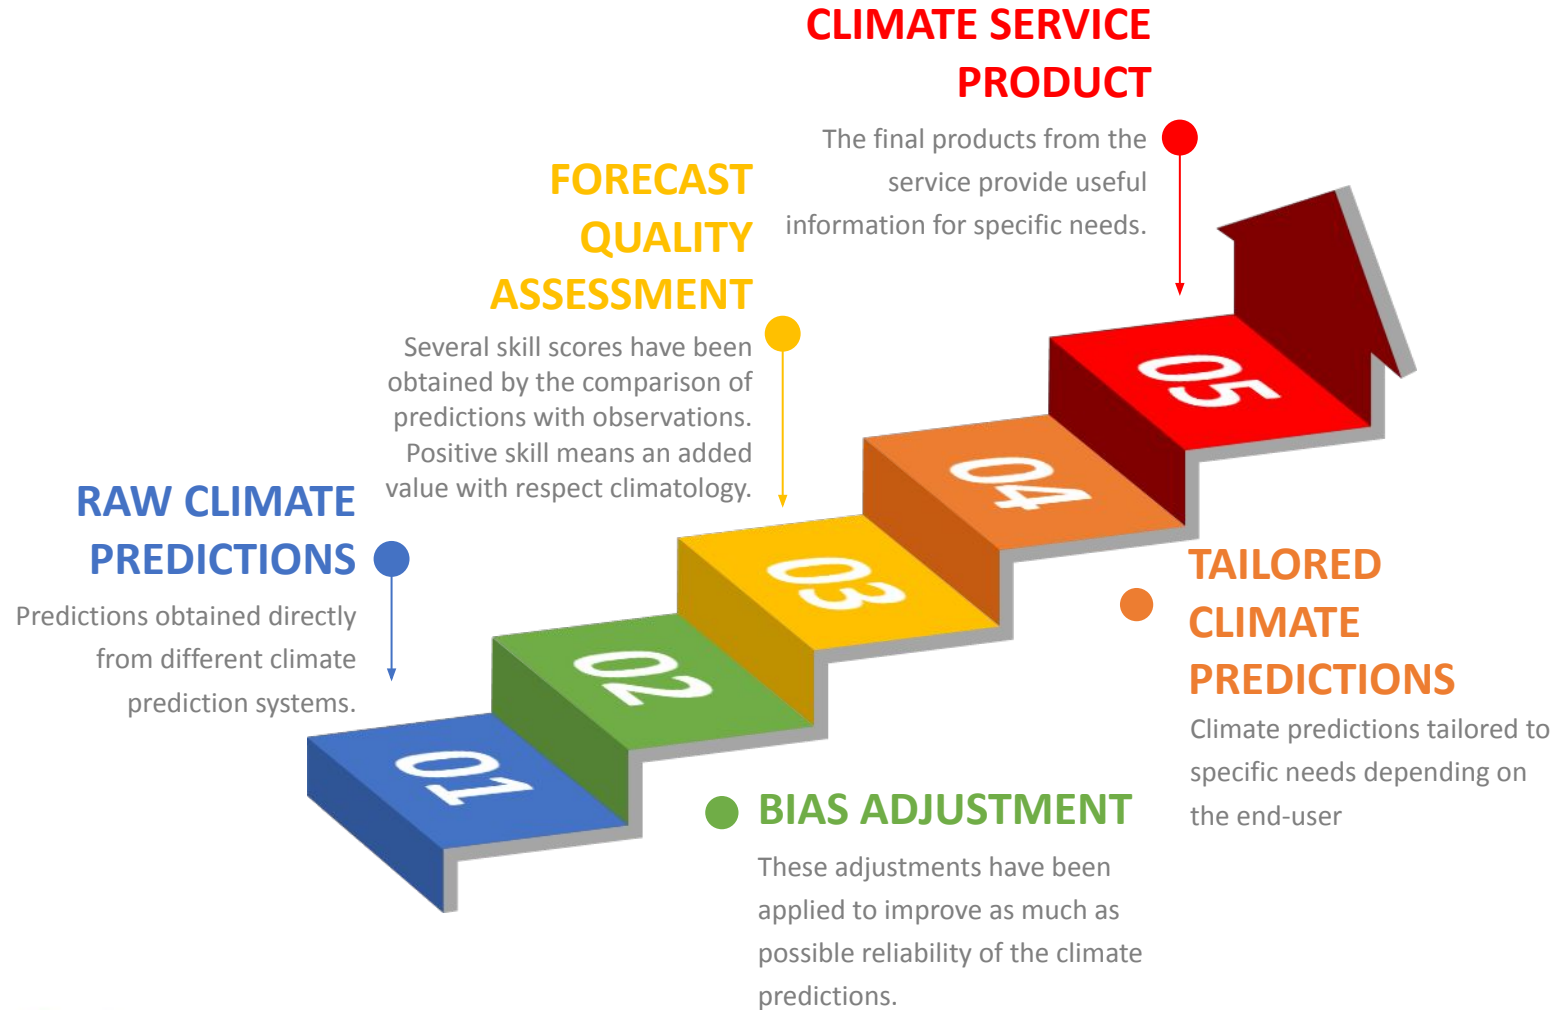 CLIMATE SERVICE
PRODUCT
The final products from the
service provide useful
information for specific needs.
FORECAST
QUALITY
ASSESSMENT
Several skill scores have been
obtained by the comparison of
predictions with observations.
Positive skill means an added
value with respect climatology.
RAW CLIMATE
PREDICTIONS
Predictions obtained directly
from different climate
prediction systems.
05
04
03
02
01
TAILORED
CLIMATE
PREDICTIONS
Climate predictions tailored to
specific needs depending on
the end-user
BIAS ADJUSTMENT
These adjustments have been
applied to improve as much as
possible reliability of the climate
predictions.